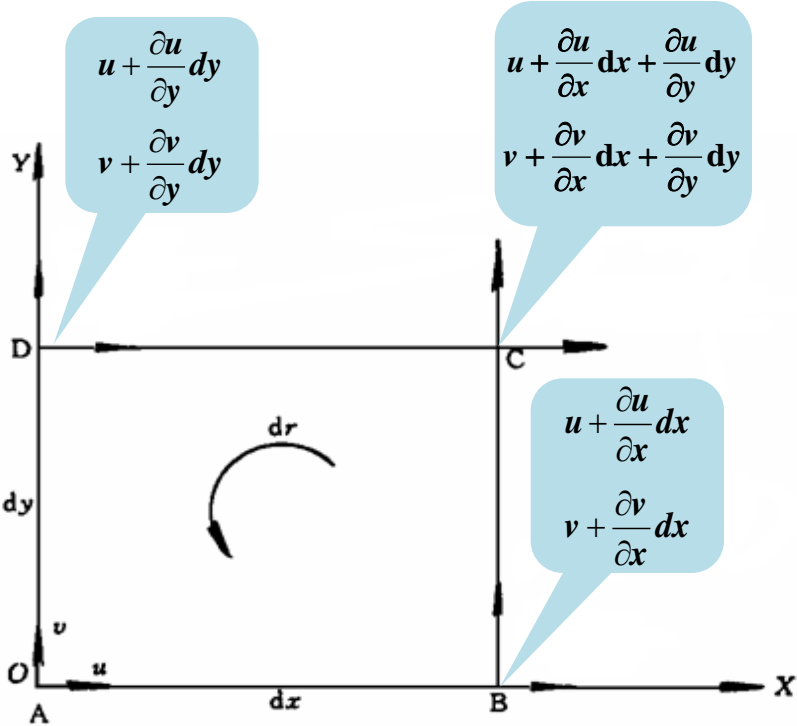 u + ∂u/∂y dy
v + ∂v/∂y dy
u + ∂u/∂x dx + ∂u/∂y dy
v + ∂v/∂x dx + ∂v/∂y dy
Y
D
C
dr
u + ∂u/∂x dx
v + ∂v/∂x dx
dy
v
O
u
X
A
dx
B